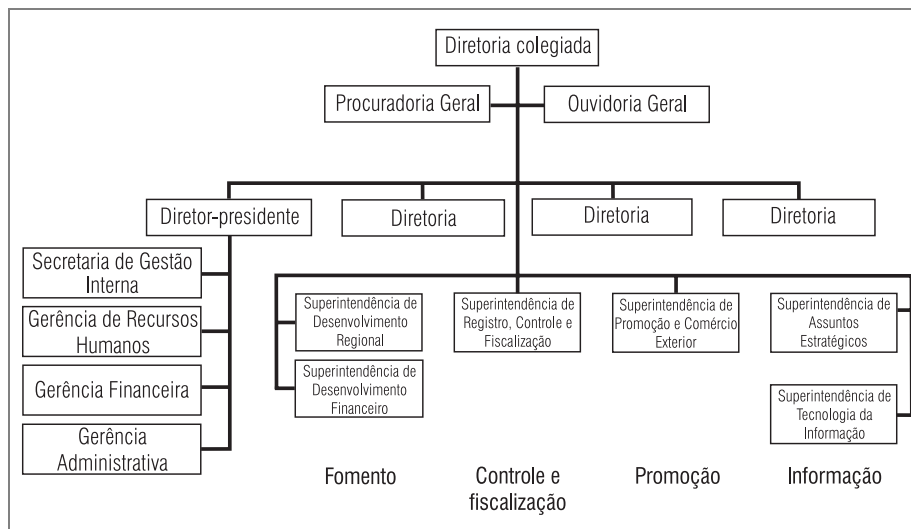 Diretoria colegiada
Procuradoria Geral
Ouvidoria Geral
Diretor-presidente
Diretoria
Diretoria
Diretoria
Secretaria de Gestão
Interna
Gerência de Recursos
Humanos
Gerência Financeira
Gerência
Administrativa
Superintendência de
Desenvolvimento
Regional
Superintendência de
Desenvolvimento
Financeiro
Superintendência de
Registro, Controle e
Fiscalização
Superintendência de
Promoção e Comércio
Exterior
Superintendência de
Assuntos
Estratégicos
Superintendência de
Tecnologia da
Informação
Fomento
Controle e
fiscalização
Promoção
Informação